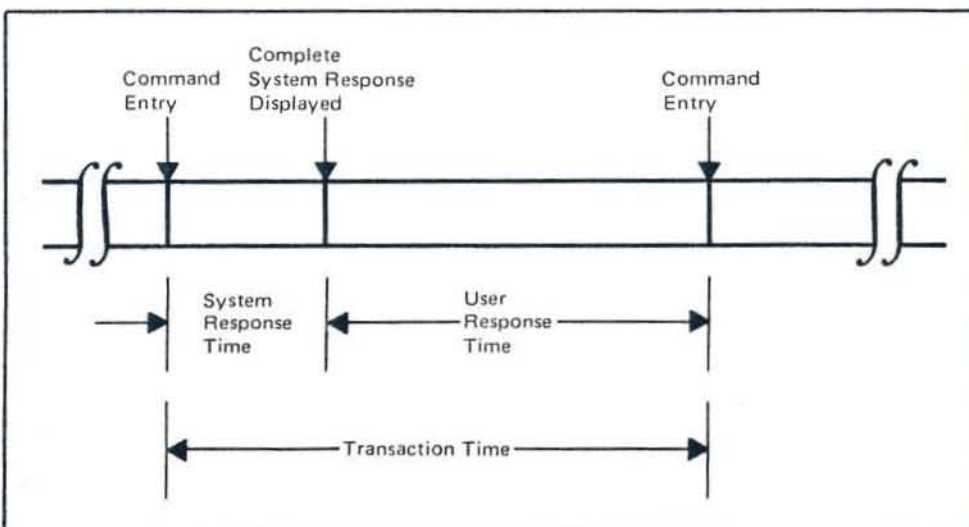 Command
Entry
Complete
System Response
Displayed
Command
Entry
System
Response
Time
User
Response
Time
Transaction Time